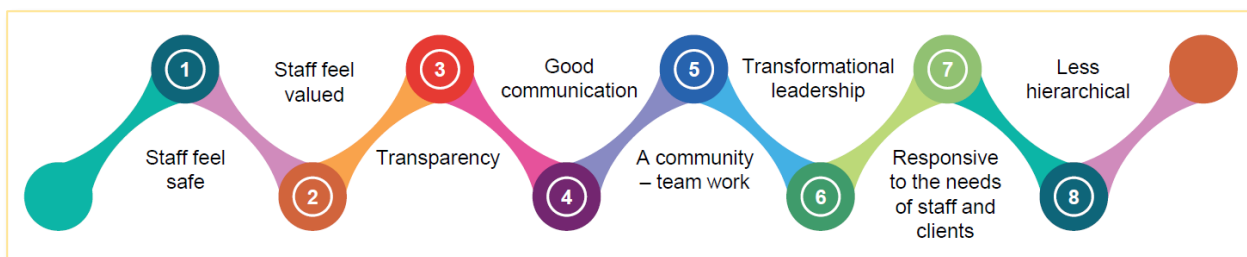 1
Staff feel
safe
2
Staff feel
valued
3
Transparency
4
Good
communication
5
A community
– team work
6
Transformational
leadership
7
Responsive
to the needs
of staff and
clients
8
Less
hierarchical